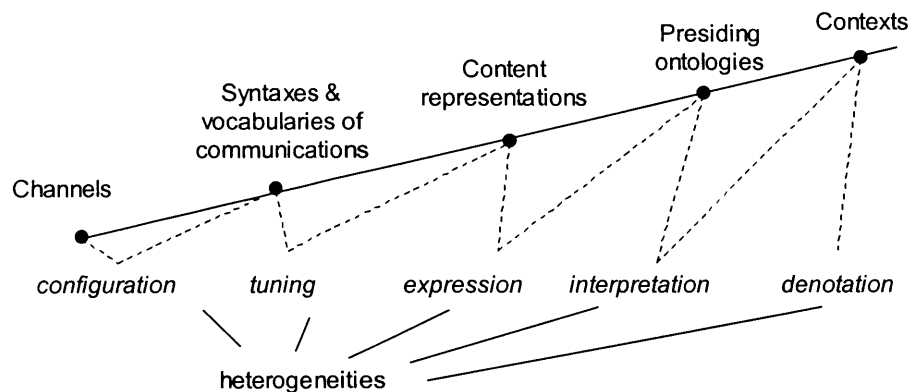 Contexts
Presiding
ontologies
Content
representations
Syntaxes &
vocabularies of
communications
Channels
configuration tuning expression interpretation denotation
heterogeneities